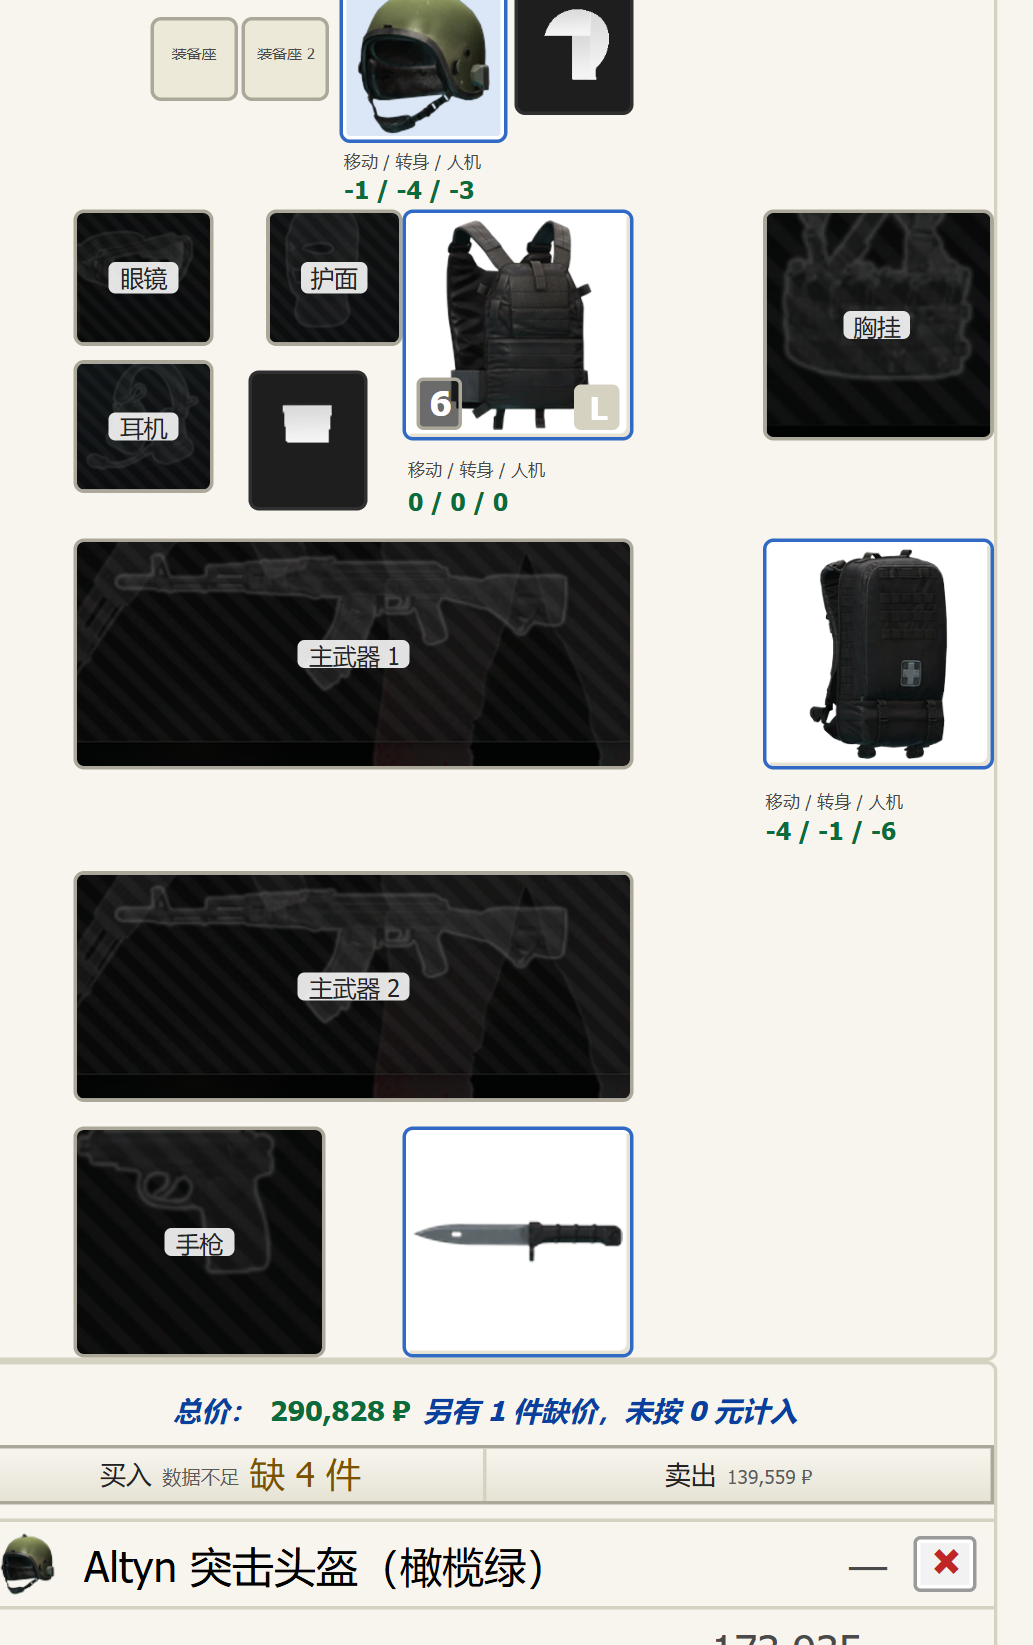 装备座 装备座 2
移动 / 转身 / 人机
-1 / -4 / -3
眼镜 护面
胸挂
耳机
6 L
移动 / 转身 / 人机
0 / 0 / 0
主武器 1
移动 / 转身 / 人机
-4 / -1 / -6
主武器 2
手枪
总价： 290,828 ₽ 另有 1 件缺价，未按 0 元计入
买入 数据不足 缺 4 件 卖出 139,559 ₽
Altyn 突击头盔（橄榄绿） —